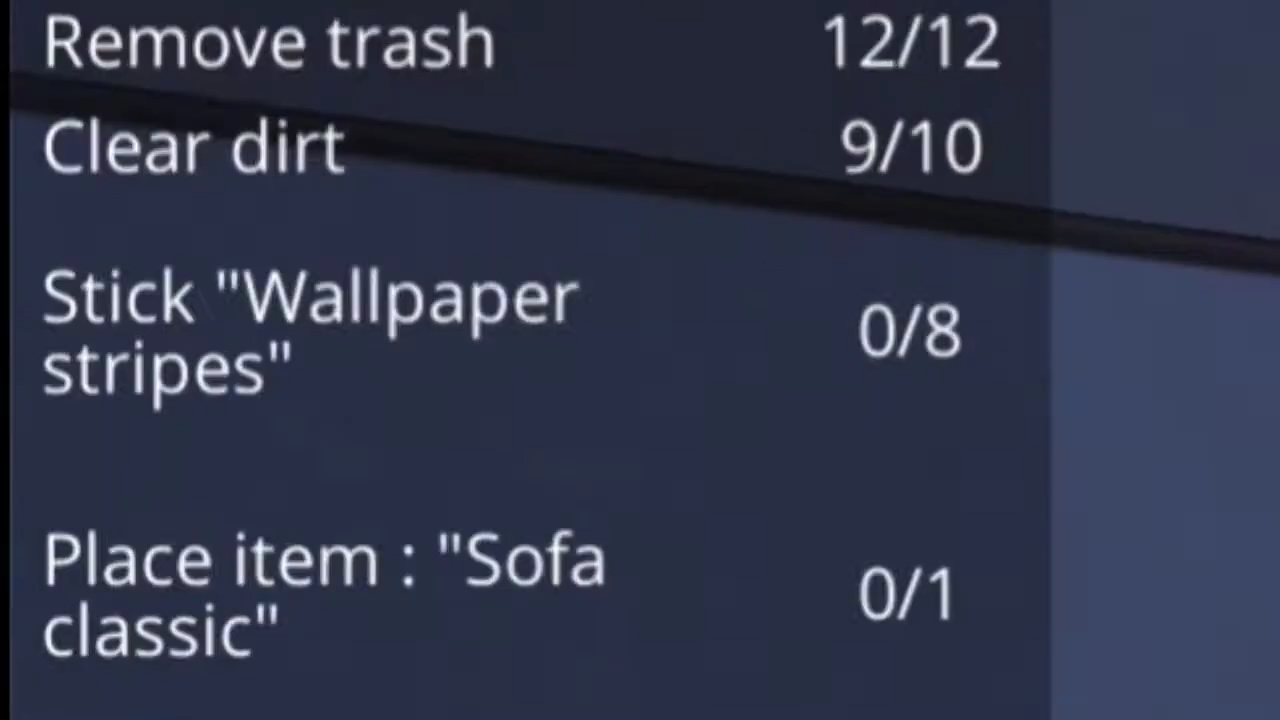 Remove trash 12/12
Clear dirt 9/10
Stick "Wallpaper
stripes" 0/8
Place item : "Sofa
classic" 0/1